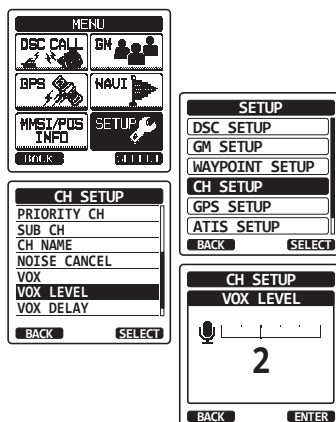 MENU
DSC CALL
GM
GPS
NAVI
MMSI/POS
INFO
SETUP
BACK
SELECT
SETUP
DSC SETUP
GM SETUP
WAYPOINT SETUP
CH SETUP
GPS SETUP
ATIS SETUP
BACK SELECT
CH SETUP
PRIORITY CH
SUB CH
CH NAME
NOISE CANCEL
VOX
VOX LEVEL
VOX DELAY
BACK SELECT
CH SETUP
VOX LEVEL
2
BACK ENTER